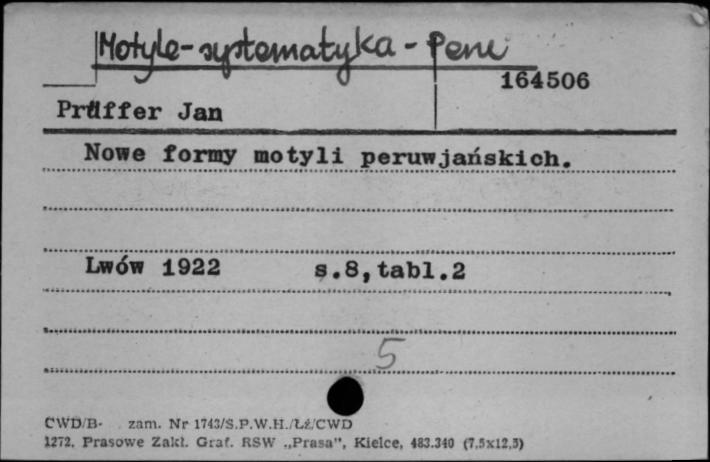 Motyle-systematyka-Peru
164506
Prüffer Jan
Nowe formy motyli peruwjańskich.
Lwów 1922 s.8,tabl.2
5
CWD/B- zam. Nr 1743/S.P.W.H./ŁŹ/CWD
1272. Prasowe Zakł. Graf. RSW „Prasa”, Kielce, 483.340 (7,5x12,5)